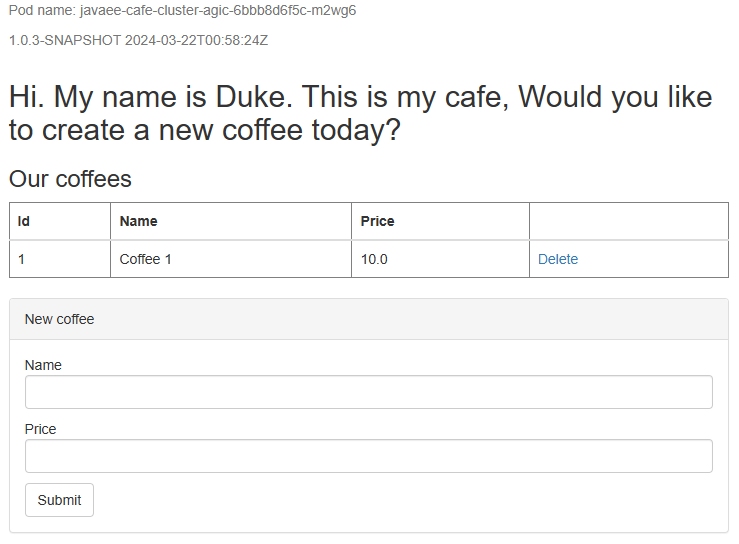 Pod name: javaee-cafe-cluster-agic-6bbb8d6f5c-m2wg6
1.0.3-SNAPSHOT 2024-03-22T00:58:24Z
Hi. My name is Duke. This is my cafe, Would you like
to create a new coffee today?
Our coffees
Id Name Price
1 Coffee 1 10.0 Delete
New coffee
Name
Price
Submit